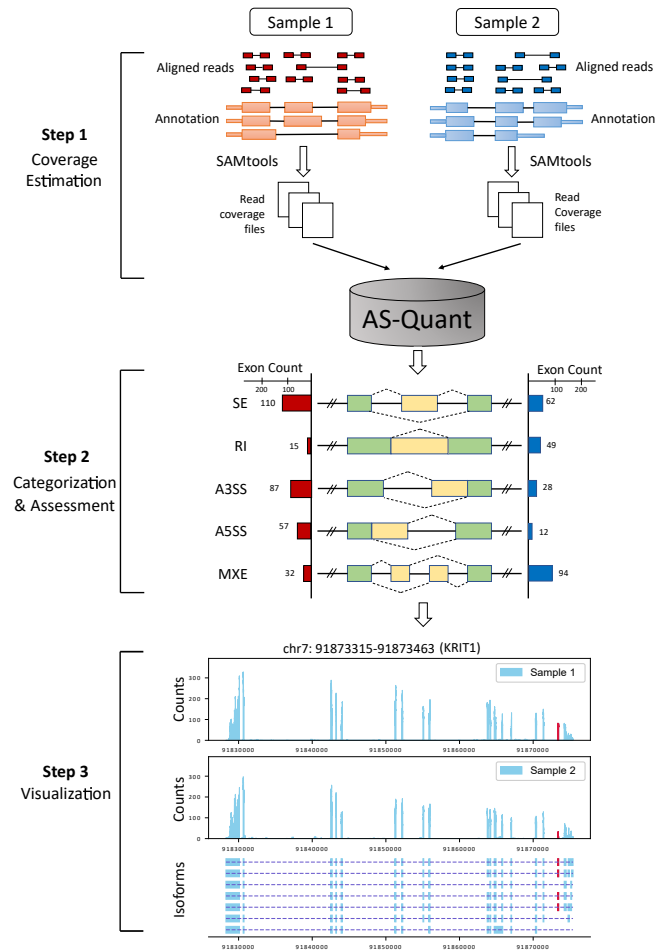 Sample 1
Sample 2
Aligned reads
Aligned reads
Annotation
Annotation
Step 1
Coverage
Estimation
SAMtools
SAMtools
Read
coverage
files
Read
Coverage
files
AS-Quant
Exon Count
200 100
Exon Count
200
Step 2
Categorization
& Assessment
SE 110 62
RI 15 49
A3SS 87 28
A5SS 57 12
MXE 32 94
Step 3
Visualization
chr7: 91873315-91873463 (KRIT1)
Counts
300
200
100
0
Sample 1
91830000 91840000 91850000 91860000 91870000
Counts
300
200
100
0
Sample 2
91830000 91840000 91850000 91860000 91870000
Isoforms
91830000 91840000 91850000 91860000 91870000